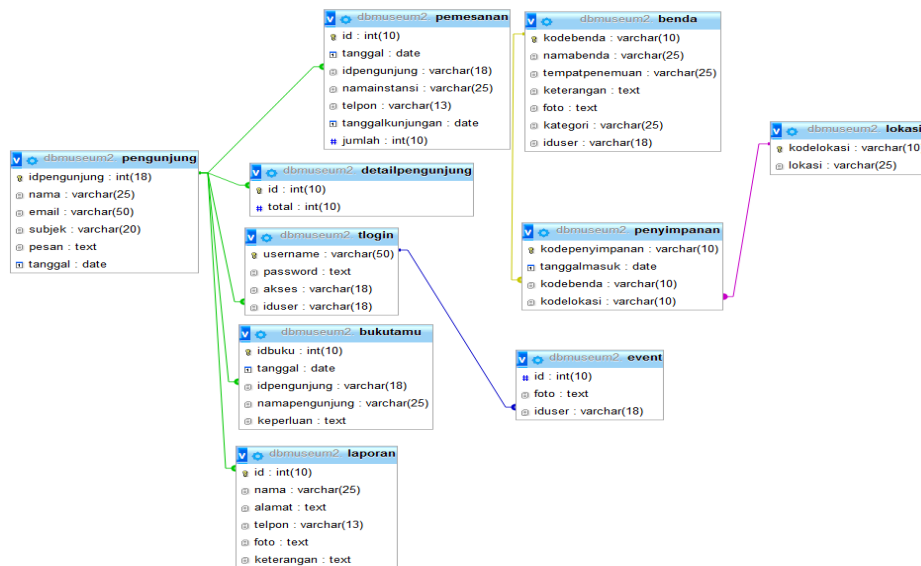 dbmuseum2. pemesanan
id : int(10)
tanggal : date
idpengunjung : varchar(18)
namainstansi : varchar(25)
telpon : varchar(13)
tanggalkunjungan : date
# jumlah : int(10)
dbmuseum2. benda
kodebenda : varchar(10)
namabenda : varchar(25)
tempatpenemuan : varchar(25)
keterangan : text
foto : text
kategori : varchar(25)
iduser : varchar(18)
dbmuseum2. lokasi
kodelokasi : varchar(10
lokasi : varchar(25)
dbmuseum2. pengunjung
idpengunjung : int(18)
nama : varchar(25)
email : varchar(50)
subjek : varchar(20)
pesan : text
tanggal : date
dbmuseum2. detailpengunjung
id : int(10)
# total : int(10)
dbmuseum2. tlogin
username : varchar(50)
password : text
akses : varchar(18)
iduser : varchar(18)
dbmuseum2. penyimpanan
kodepenyimpanan : varchar(10)
tanggalmasuk : date
kodebenda : varchar(10)
kodelokasi : varchar(10)
dbmuseum2. bukutamu
idbuku : int(10)
tanggal : date
idpengunjung : varchar(18)
namapengunjung : varchar(25)
keperluan : text
dbmuseum2. event
# id : int(10)
foto : text
iduser : varchar(18)
dbmuseum2. laporan
id : int(10)
nama : varchar(25)
alamat : text
telpon : varchar(13)
foto : text
keterangan : text